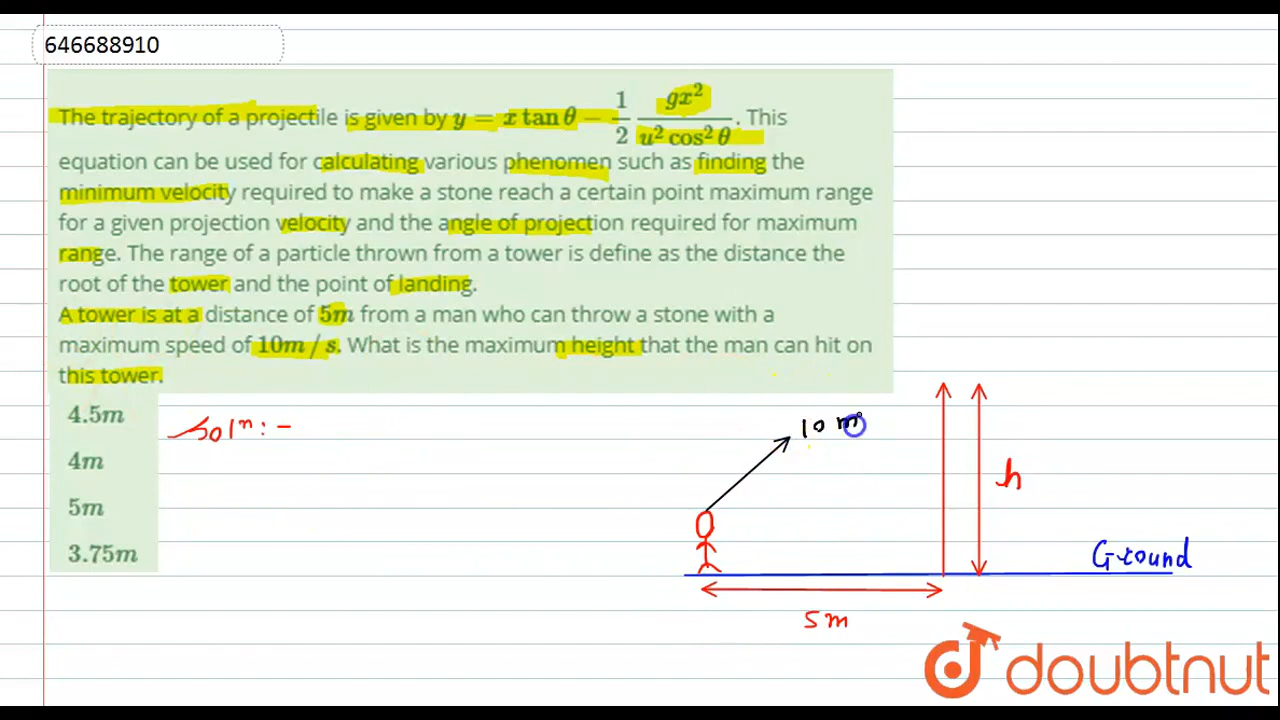 646688910
The trajectory of a projectile is given by y = x tan θ − 1/2 gx²/u² cos² θ. This
equation can be used for calculating various phenomen such as finding the
minimum velocity required to make a stone reach a certain point maximum range
for a given projection velocity and the angle of projection required for maximum
range. The range of a particle thrown from a tower is define as the distance the
root of the tower and the point of landing.
A tower is at a distance of 5m from a man who can throw a stone with a
maximum speed of 10m/s. What is the maximum height that the man can hit on
this tower.
4.5m
4m
5m
3.75m
Solⁿ: -
10 m
h
Ground
5m
doubtnut